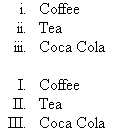 i. Coffee
ii. Tea
iii. Coca Cola
I. Coffee
II. Tea
III. Coca Cola